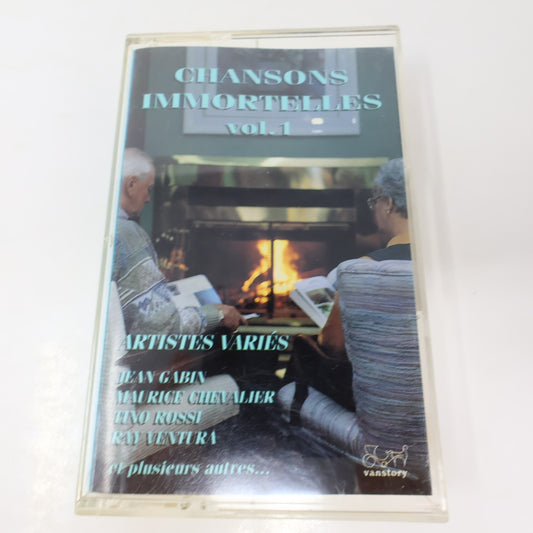 CHANSONS
IMMORTELLES
vol. 1
ARTISTES VARIÉS
JEAN GABIN
MAURICE CHEVALIER
TINO ROSSI
RAY VENTURA
et plusieurs autres...
vanstory